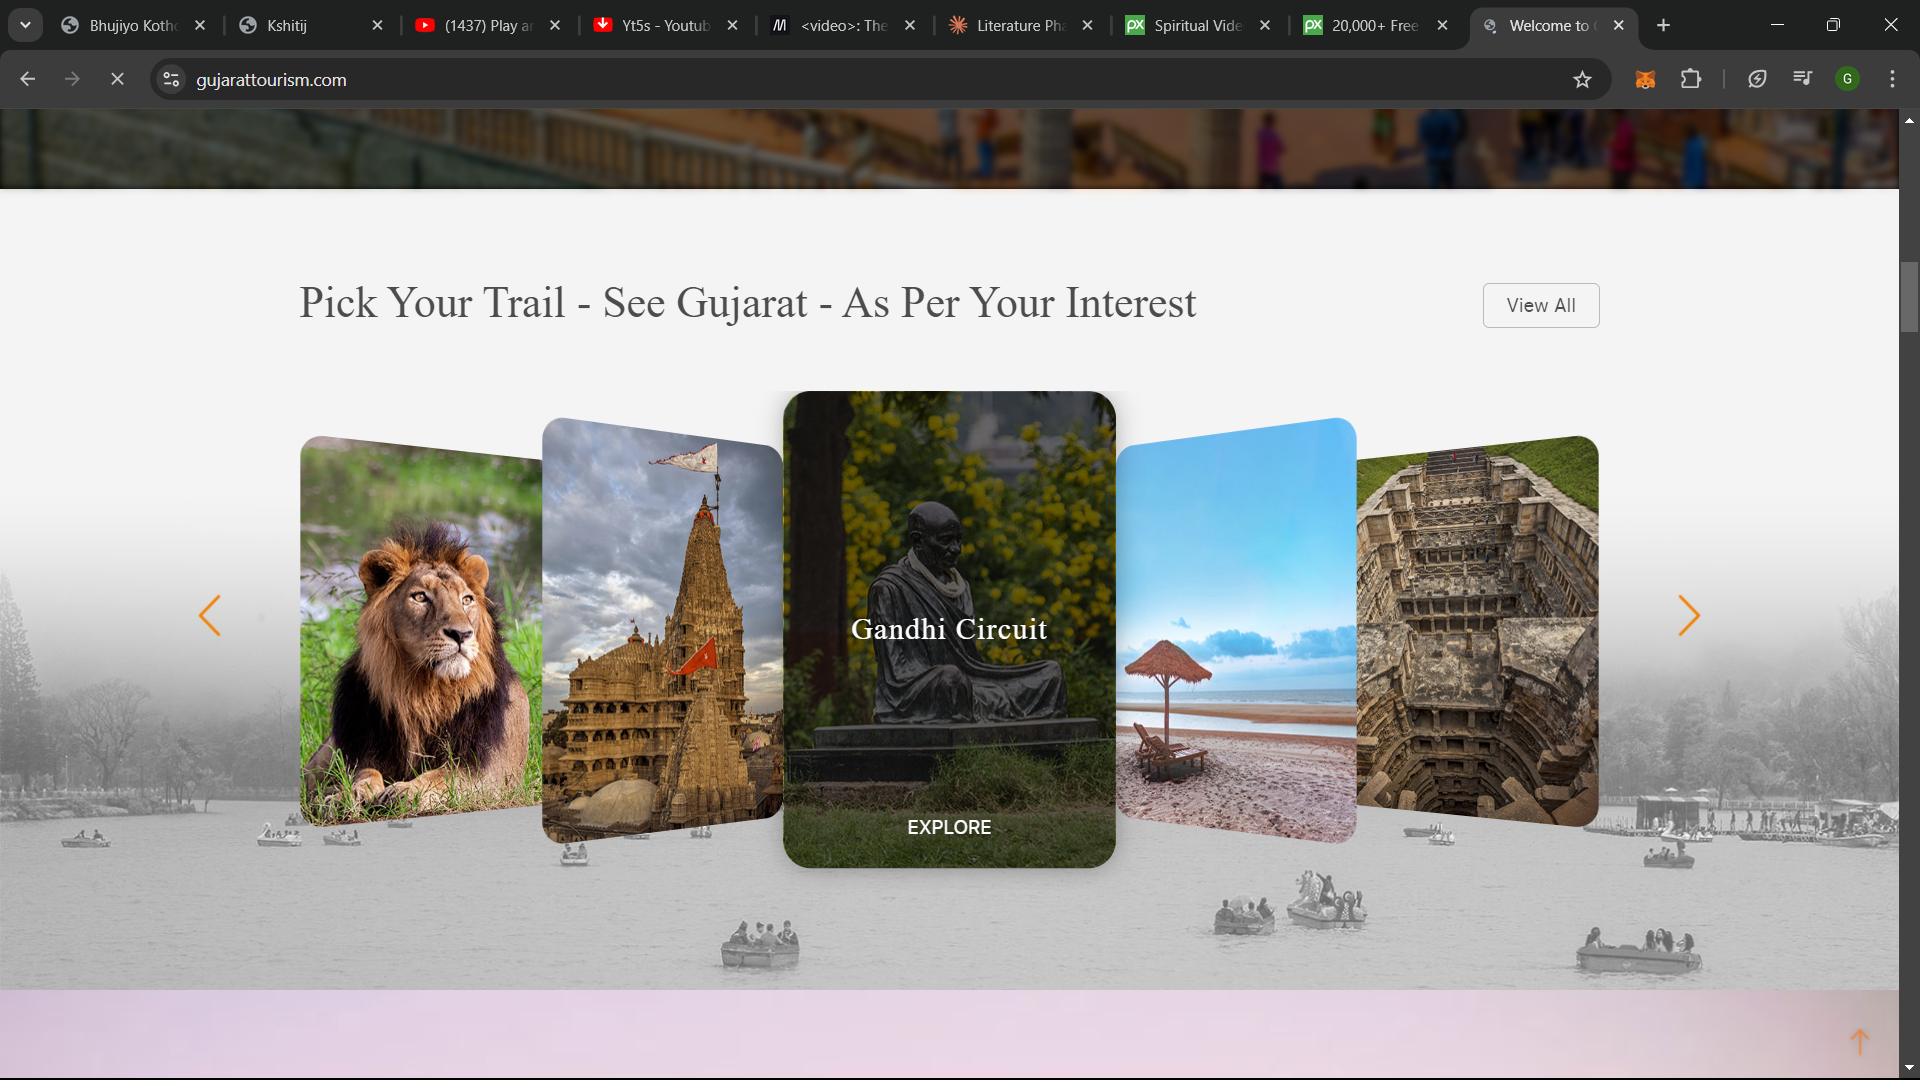 Bhujiyo Kotho
Kshitij
(1437) Play ar
Yt5s - Youtub
<video>: The
Literature Pha
Spiritual Vide
20,000+ Free
Welcome to
gujarattourism.com
G
Pick Your Trail - See Gujarat - As Per Your Interest
View All
Gandhi Circuit
EXPLORE